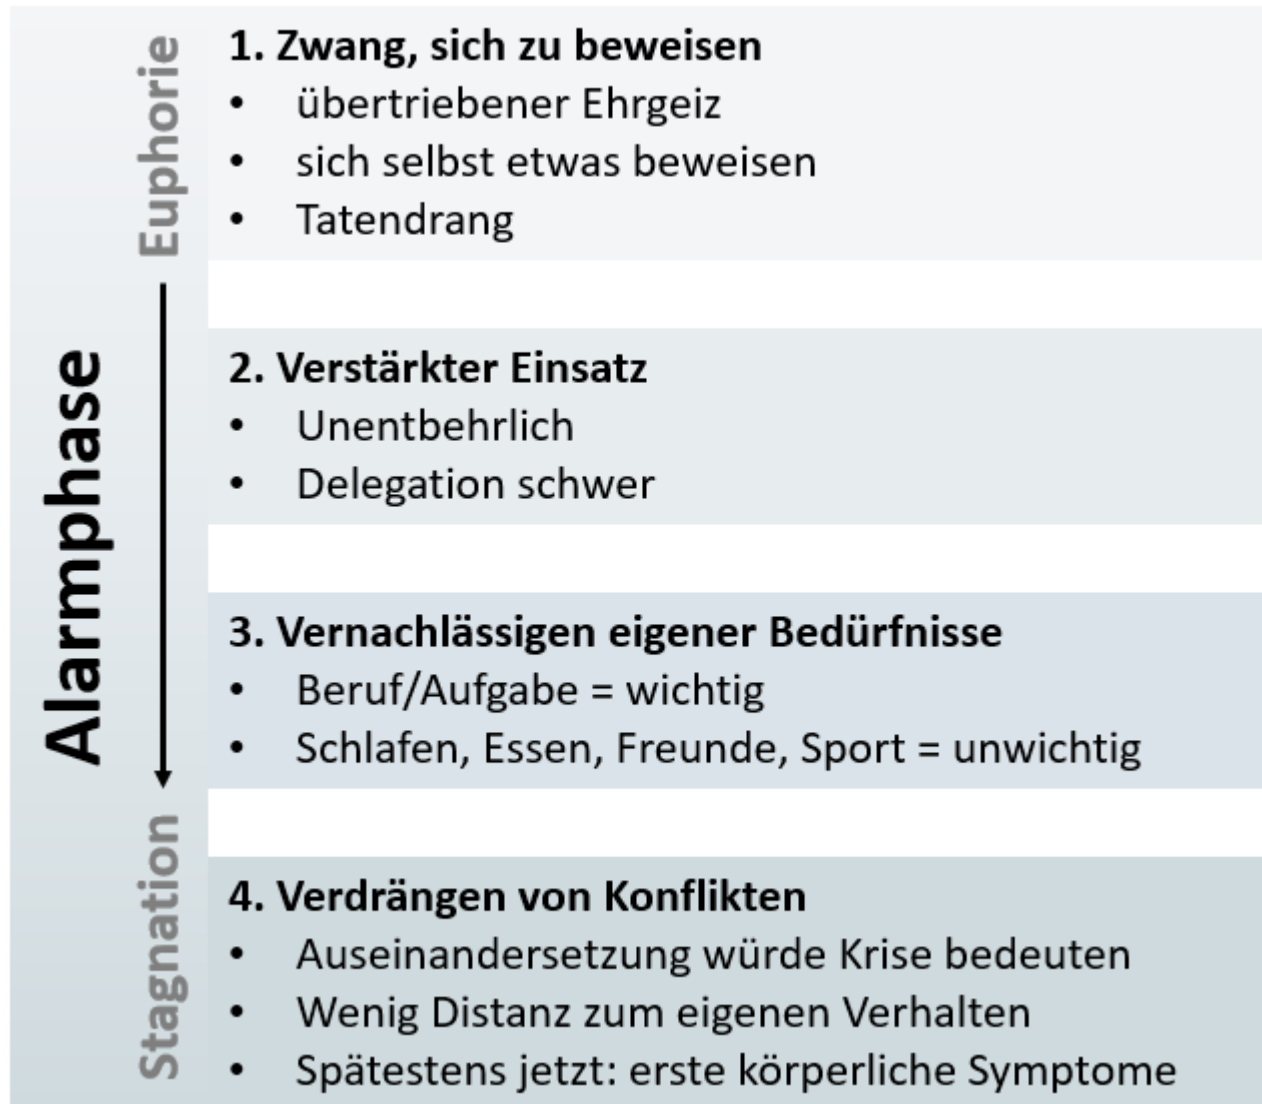 Alarmphase
Euphorie
Stagnation
1. Zwang, sich zu beweisen
• übertriebener Ehrgeiz
• sich selbst etwas beweisen
• Tatendrang
2. Verstärkter Einsatz
• Unentbehrlich
• Delegation schwer
3. Vernachlässigen eigener Bedürfnisse
• Beruf/Aufgabe = wichtig
• Schlafen, Essen, Freunde, Sport = unwichtig
4. Verdrängen von Konflikten
• Auseinandersetzung würde Krise bedeuten
• Wenig Distanz zum eigenen Verhalten
• Spätestens jetzt: erste körperliche Symptome